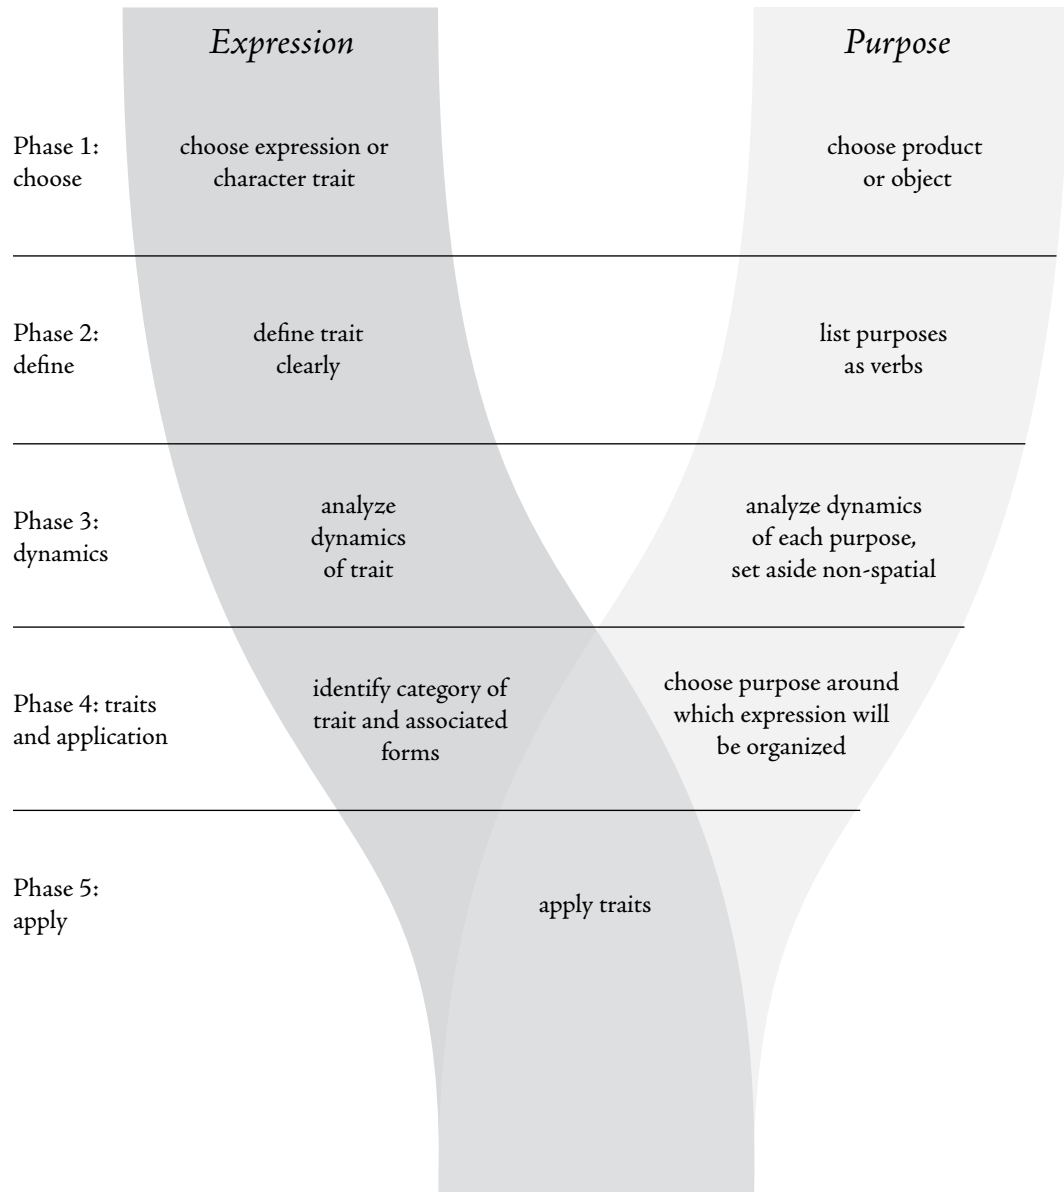 Expression
Purpose
Phase 1:
choose
choose expression or
character trait
choose product
or object
Phase 2:
define
define trait
clearly
list purposes
as verbs
Phase 3:
dynamics
analyze
dynamics
of trait
analyze dynamics
of each purpose,
set aside non-spatial
Phase 4: traits
and application
identify category of
trait and associated
forms
choose purpose around
which expression will
be organized
Phase 5:
apply
apply traits